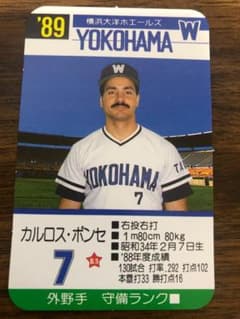 '89
横浜大洋ホエールズ
W
YOKOHAMA
W
YOKOHAMA
7
TA
カルロス・ポンセ
7
■右投右打
■1m80cm 80kg
■昭和34年2月7日生
■'88年度成績
130試合 打率.292 打点102
本塁打33 勝打点16
外野手 守備ランク